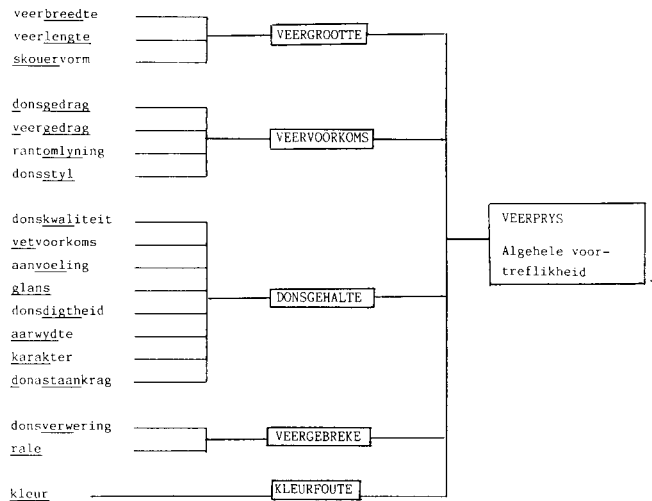 veerbreedte
veerlengte
skouervorm
VEERGROOTTE
donsgedrag
veergedrag
rantomlyning
donsstyl
VEERVOORKOMS
donskwaliteit
vetvoorkoms
aanvoeling
glans
donsdigtheid
aarwydte
karakter
donastaankrag
DONSGEHALTE
donsverwering
rale
VEERGEBREKE
kleur
KLEURFOUTE
VEERPRYS
Algehele voor-
treflikheid